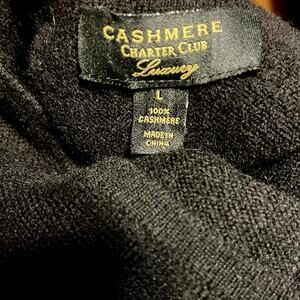 CASHMERE
CHARTER CLUB
Luxury
L
100%
CASHMERE
MADE IN
CHINA